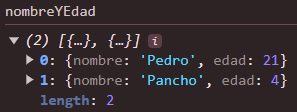 nombreYEdad
▼ (2) [{…}, {…}] i
▶ 0: {nombre: 'Pedro', edad: 21}
▶ 1: {nombre: 'Pancho', edad: 4}
length: 2